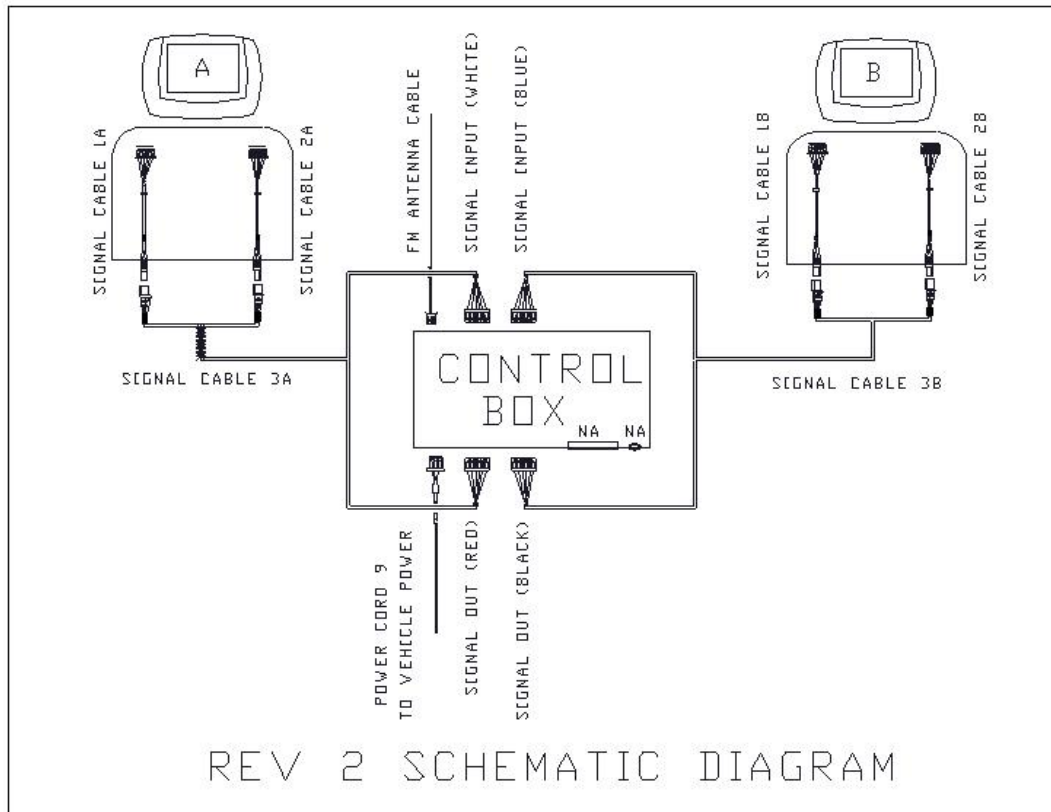 A
B
SIGNAL CABLE 1A
SIGNAL CABLE 2A
FM ANTENNA CABLE
SIGNAL INPUT (WHITE)
SIGNAL INPUT (BLUE)
SIGNAL CABLE 1B
SIGNAL CABLE 2B
SIGNAL CABLE 3A
SIGNAL CABLE 3B
CONTROL
BOX
NA
NA
POWER CORD 9
TO VEHICLE POWER
SIGNAL OUT (RED)
SIGNAL OUT (BLACK)
REV 2 SCHEMATIC DIAGRAM